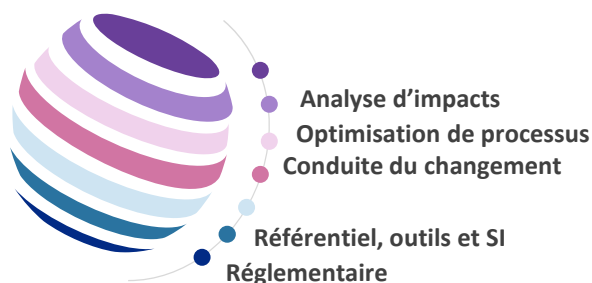 Analyse d’impacts
Optimisation de processus
Conduite du changement
Référentiel, outils et SI
Réglementaire